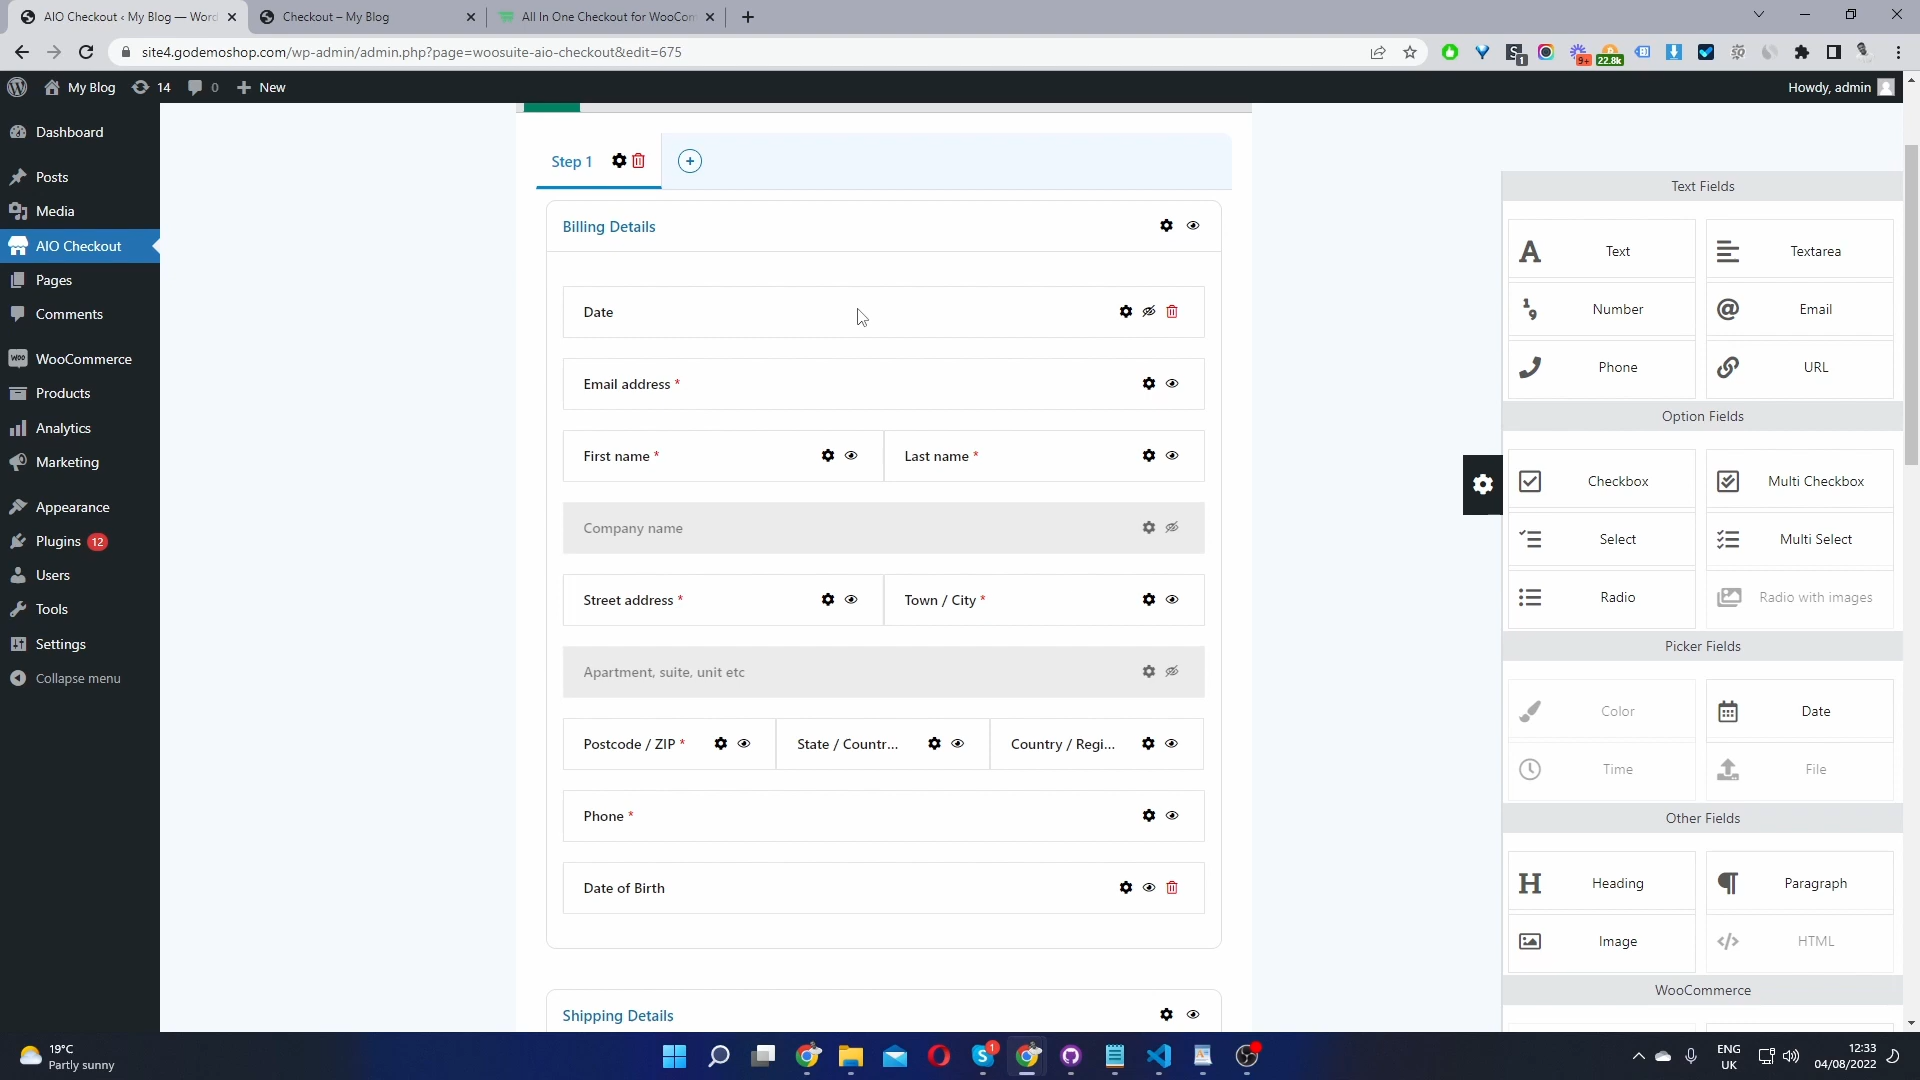 AIO Checkout ‹ My Blog — Word
Checkout – My Blog
All In One Checkout for WooCom
site4.godemoshop.com/wp-admin/admin.php?page=woosuite-aio-checkout&edit=675
1
9+
22.8k
My Blog
14
0
New
Howdy, admin
Dashboard
Posts
Media
AIO Checkout
Pages
Comments
WooCommerce
Products
Analytics
Marketing
Appearance
Plugins 12
Users
Tools
Settings
Collapse menu
Step 1
Billing Details
Date
Email address *
First name *
Last name *
Company name
Street address *
Town / City *
Apartment, suite, unit etc
Postcode / ZIP *
State / Countr...
Country / Regi...
Phone *
Date of Birth
Shipping Details
Text Fields
Text
Textarea
Number
Email
Phone
URL
Option Fields
Checkbox
Multi Checkbox
Select
Multi Select
Radio
Radio with images
Picker Fields
Color
Date
Time
File
Other Fields
Heading
Paragraph
Image
HTML
WooCommerce
19°C
Partly sunny
1
ENG
UK
12:33
04/08/2022